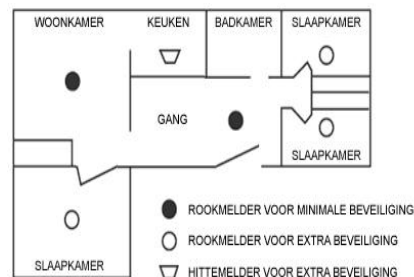 WOONKAMER KEUKEN BADKAMER SLAAPKAMER
GANG
SLAAPKAMER
ROOKMELDER VOOR MINIMALE BEVEILIGING
ROOKMELDER VOOR EXTRA BEVEILIGING
SLAAPKAMER
HITTEMELDER VOOR EXTRA BEVEILIGING